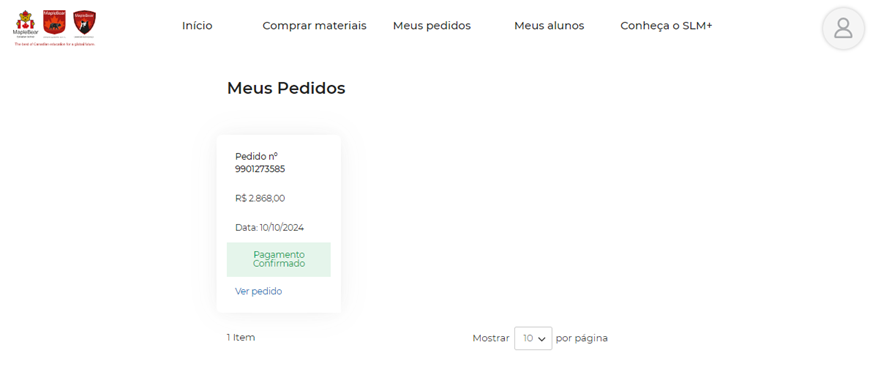 MapleBear
MapleBear
MapleBear
The best of Canadian education for a global future.
Início
Comprar materiais
Meus pedidos
Meus alunos
Conheça o SLM+
Meus Pedidos
Pedido nº
9901273585
R$ 2.868,00
Data: 10/10/2024
Pagamento
Confirmado
Ver pedido
1 Item
Mostrar 10 por página